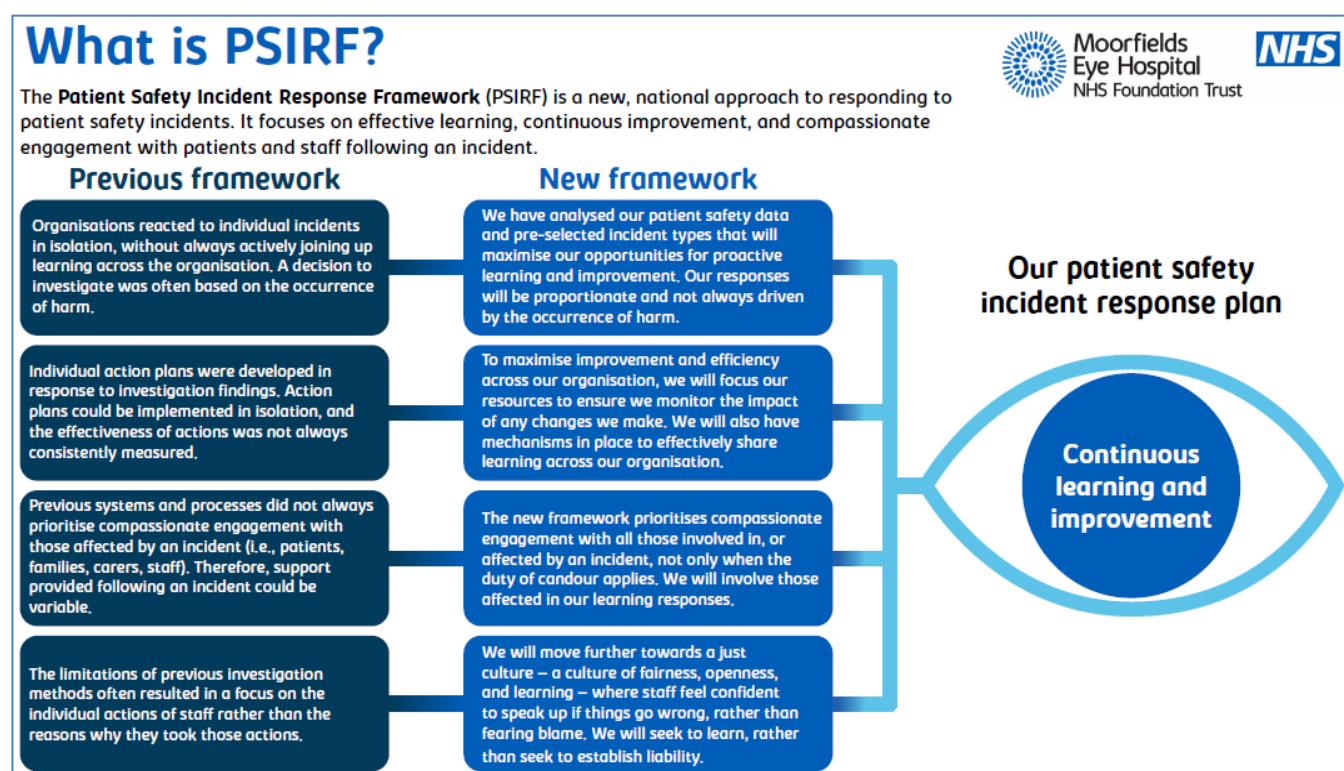 What is PSIRF?
Moorfields
Eye Hospital
NHS Foundation Trust
NHS
The Patient Safety Incident Response Framework (PSIRF) is a new, national approach to responding to
patient safety incidents. It focuses on effective learning, continuous improvement, and compassionate
engagement with patients and staff following an incident.
Previous framework
Organisations reacted to individual incidents
in isolation, without always actively joining up
learning across the organisation. A decision to
investigate was often based on the occurrence
of harm.
Individual action plans were developed in
response to investigation findings. Action
plans could be implemented in isolation, and
the effectiveness of actions was not always
consistently measured.
Previous systems and processes did not always
prioritise compassionate engagement with
those affected by an incident (i.e., patients,
families, carers, staff). Therefore, support
provided following an incident could be
variable.
The limitations of previous investigation
methods often resulted in a focus on the
individual actions of staff rather than the
reasons why they took those actions.
New framework
We have analysed our patient safety data
and pre-selected incident types that will
maximise our opportunities for proactive
learning and improvement. Our responses
will be proportionate and not always driven
by the occurrence of harm.
To maximise improvement and efficiency
across our organisation, we will focus our
resources to ensure we monitor the impact
of any changes we make. We will also have
mechanisms in place to effectively share
learning across our organisation.
The new framework prioritises compassionate
engagement with all those involved in, or
affected by an incident, not only when the
duty of candour applies. We will involve those
affected in our learning responses.
We will move further towards a just
culture – a culture of fairness, openness,
and learning – where staff feel confident
to speak up if things go wrong, rather than
fearing blame. We will seek to learn, rather
than seek to establish liability.
Our patient safety
incident response plan
Continuous
learning and
improvement